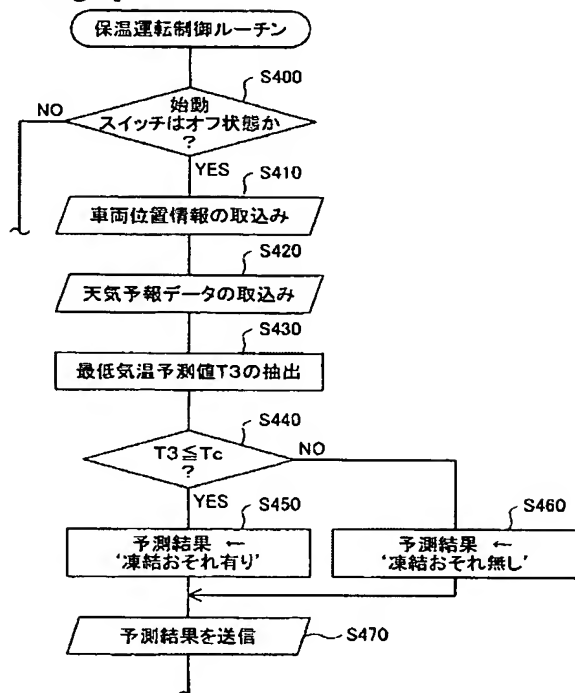 保温運転制御ルーチン
S400
NO
始動
スイッチはオフ状態か
?
YES
S410
車両位置情報の取込み
S420
天気予報データの取込み
S430
最低気温予測値T3の抽出
S440
T3≦Tc
?
NO
YES
S450
予測結果 ←
‘凍結おそれ有り’
S460
予測結果 ←
‘凍結おそれ無し’
予測結果を送信
S470